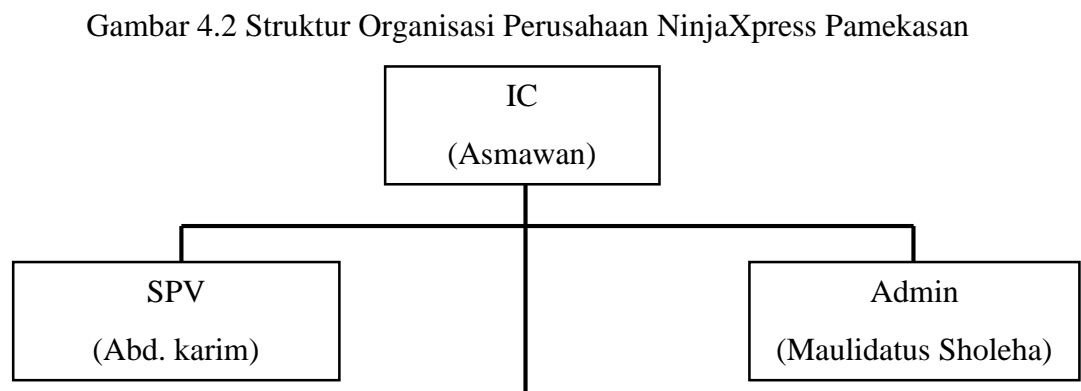 Gambar 4.2 Struktur Organisasi Perusahaan NinjaXpress Pamekasan
IC
(Asmawan)
SPV
(Abd. karim)
Admin
(Maulidatus Sholeha)